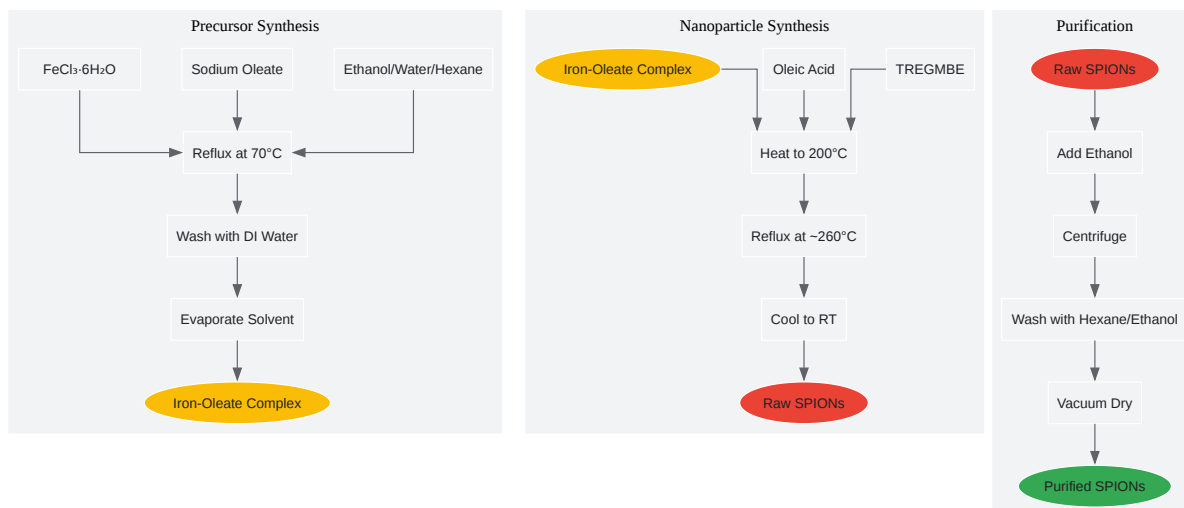 Precursor Synthesis
FeCl₃·6H₂O
Sodium Oleate
Ethanol/Water/Hexane
Reflux at 70°C
Wash with DI Water
Evaporate Solvent
Iron-Oleate Complex
Nanoparticle Synthesis
Iron-Oleate Complex
Oleic Acid
TREGMBE
Heat to 200°C
Reflux at ~260°C
Cool to RT
Raw SPIONs
Purification
Raw SPIONs
Add Ethanol
Centrifuge
Wash with Hexane/Ethanol
Vacuum Dry
Purified SPIONs